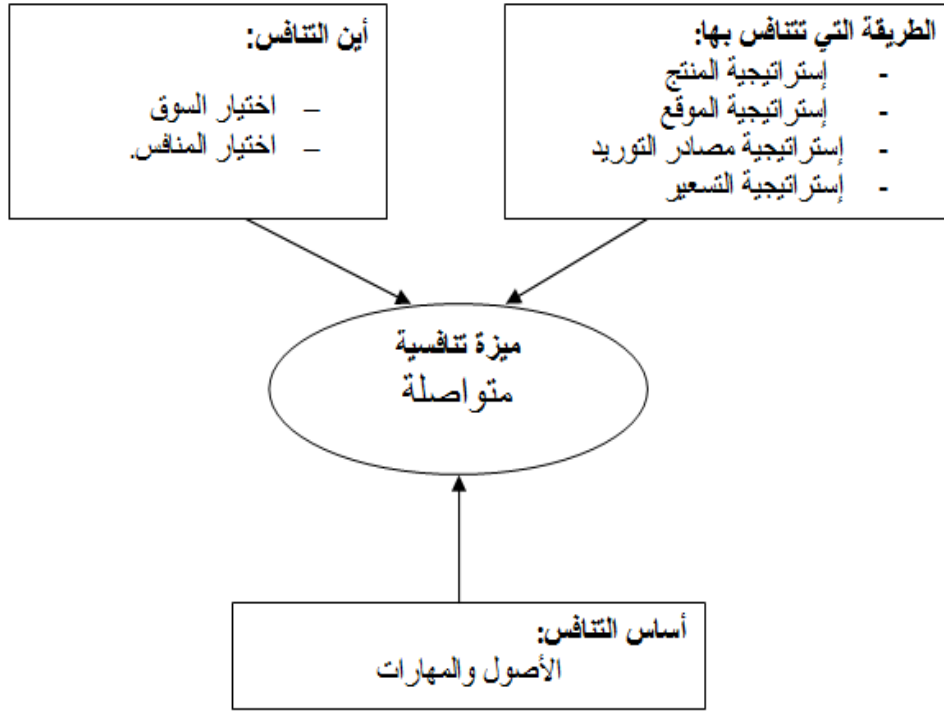 الطريقة التي تتنافس بها:
- إستراتيجية المنتج
- إستراتيجية الموقع
- إستراتيجية مصادر التوريد
- إستراتيجية التسعير
أين التنافس:
– اختيار السوق
– اختيار المنافس.
ميزة تنافسية
متواصلة
أساس التنافس:
الأصول والمهارات